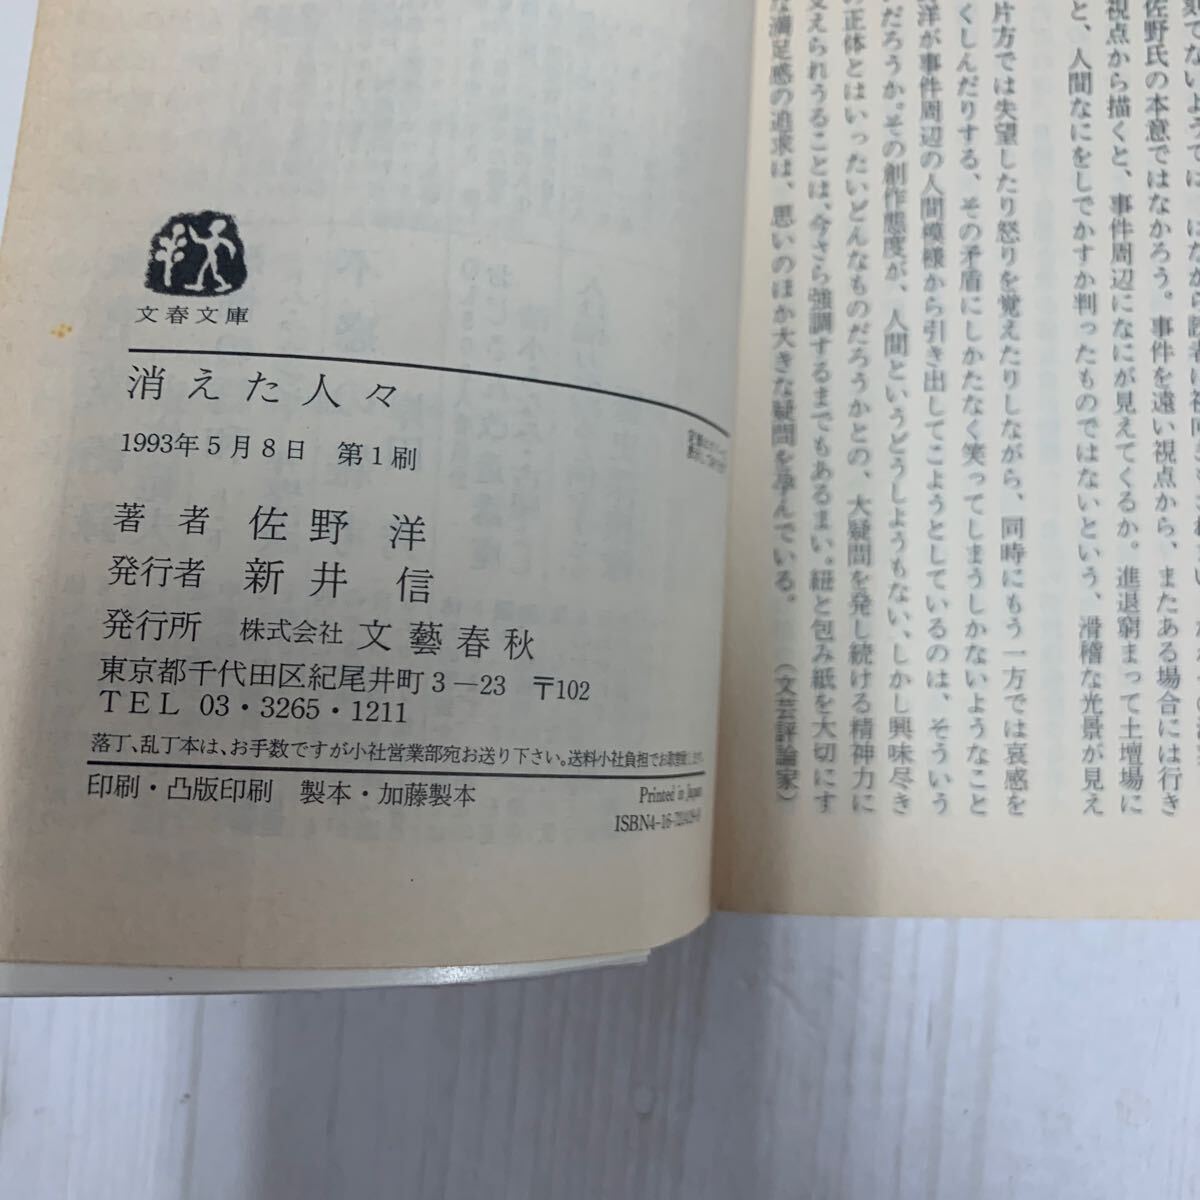 佐野氏の本意ではなかろう。事件を遠い視点から、またある場合には行き
視点から描くと、事件周辺になにが見えてくるか。進退窮まって土壇場に
と、人間なにをしでかすか判ったものではないという、滑稽な光景が見え
片方では失望したり怒りを覚えたりしながら、同時にもう一方では哀感を
くしんだりする、その矛盾にしかたなく笑ってしまうしかないようなこと
洋が事件周辺の人間模様から引き出してこようとしているのは、そういう
だろうか。その創作態度が、人間というどうしようもない、しかし興味尽き
の正体とはいったいどんなものだろうかとの、大疑問を発し続ける精神力に
支えられうることは、今さら強調するまでもあるまい。紐と包み紙を大切にす
な満足感の追求は、思いのほか大きな疑問を孕んでいる。
(文芸評論家)
文春文庫
消えた人々
1993年5月8日 第1刷
著者 佐野洋
発行者 新井信
発行所 株式会社 文藝春秋
東京都千代田区紀尾井町3―23 〒102
TEL 03・3265・1211
落丁、乱丁本は、お手数ですが小社営業部宛お送り下さい。送料小社負担でお取替致します。
印刷・凸版印刷 製本・加藤製本
Printed in Japan
ISBN4-16-